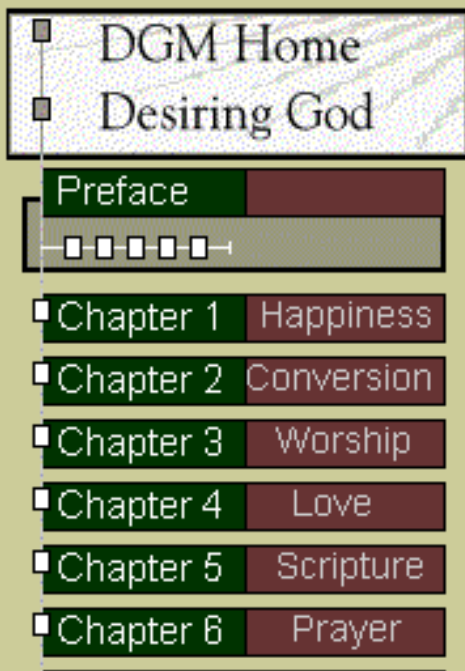 DGM Home
Desiring God
Preface
Chapter 1 Happiness
Chapter 2 Conversion
Chapter 3 Worship
Chapter 4 Love
Chapter 5 Scripture
Chapter 6 Prayer